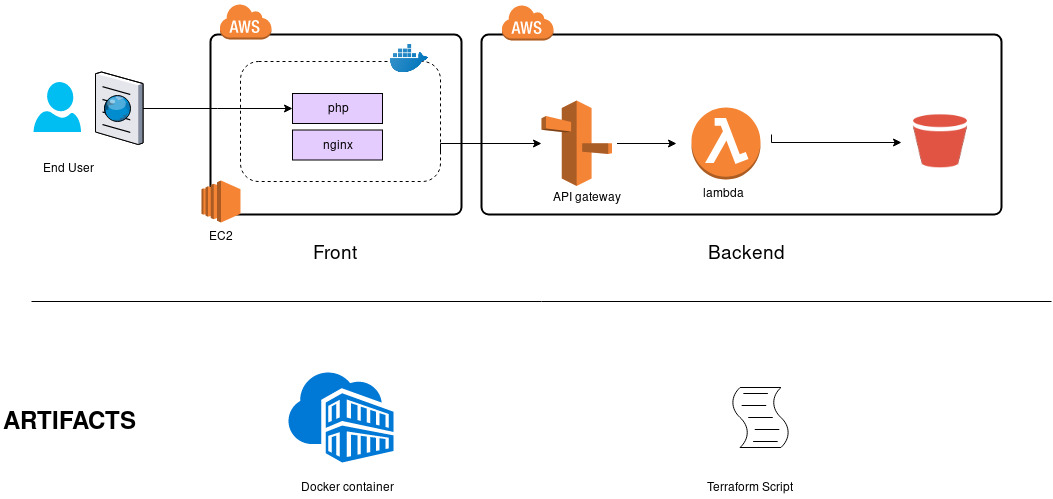 AWS
AWS
php
nginx
End User
API gateway
lambda
EC2
Front
Backend
ARTIFACTS
Docker container
Terraform Script